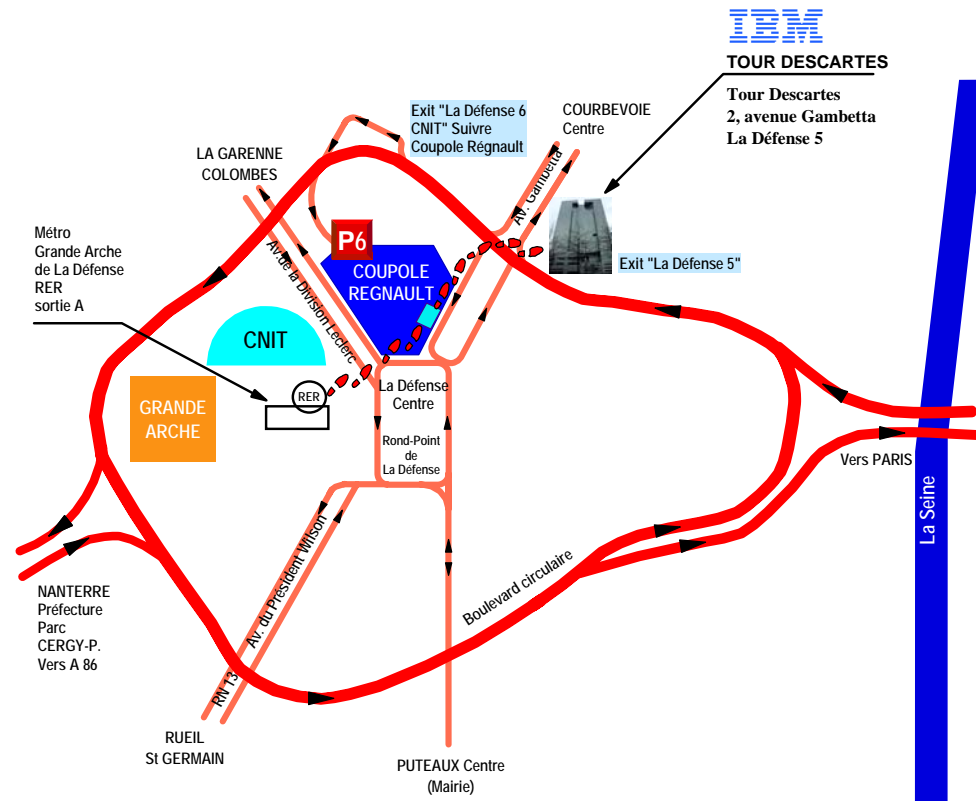 IBM
TOUR DESCARTES
Tour Descartes
2, avenue Gambetta
La Défense 5
Exit "La Défense 6
CNIT" Suivre
Coupole Régnault
COURBEVOIE
Centre
LA GARENNE
COLOMBES
Av. Gambetta
Métro
Grande Arche
de La Défense
RER
sortie A
P6
COUPOLE
REGNAULT
Exit "La Défense 5"
Av.de la Division Leclerc
CNIT
RER
La Défense
Centre
GRANDE
ARCHE
Rond-Point
de
La Défense
Vers PARIS
La Seine
Av. du Président Wilson
Boulevard circulaire
NANTERRE
Préfecture
Parc
CERGY-P.
Vers A 86
RN 13
RUEIL
St GERMAIN
PUTEAUX Centre
(Mairie)